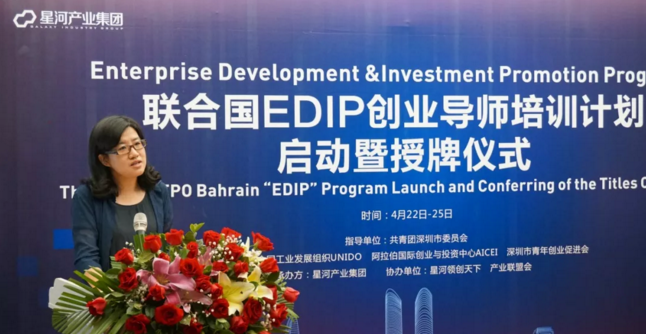 星河产业集团
GALAXY INDUSTRY GROUP
Enterprise Development &Investment Promotion Prog
联合国EDIP创业导师培训计划
启动暨授牌仪式
TPO Bahrain “EDIP” Program Launch and Conferring of the Titles
时间：4月22日-25日
指导单位：共青团深圳市委员会
工业发展组织UNIDO 阿拉伯国际创业与投资中心AICEI 深圳市青年创业促进会
办方：星河产业集团 协办单位：星河领创天下 产业联盟会